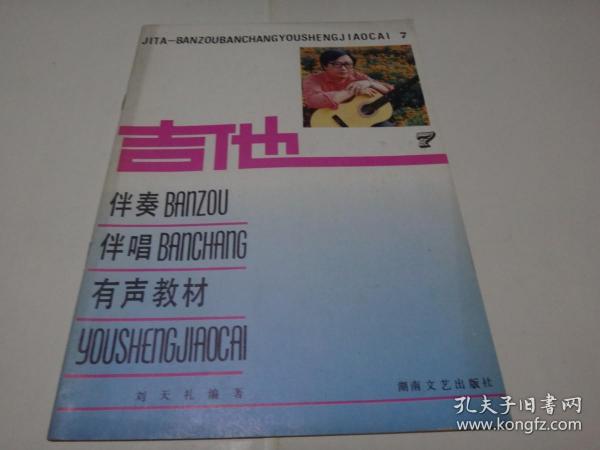 JITA—BANZOUBANCHANGYOUSHENGJIAOCAI 7
吉他
7
伴奏 BANZOU
伴唱 BANCHANG
有声教材
YOUSHENGJIAOCAI
刘天礼编著
湖南文艺出版社
孔夫子旧书网
www.kongfz.com